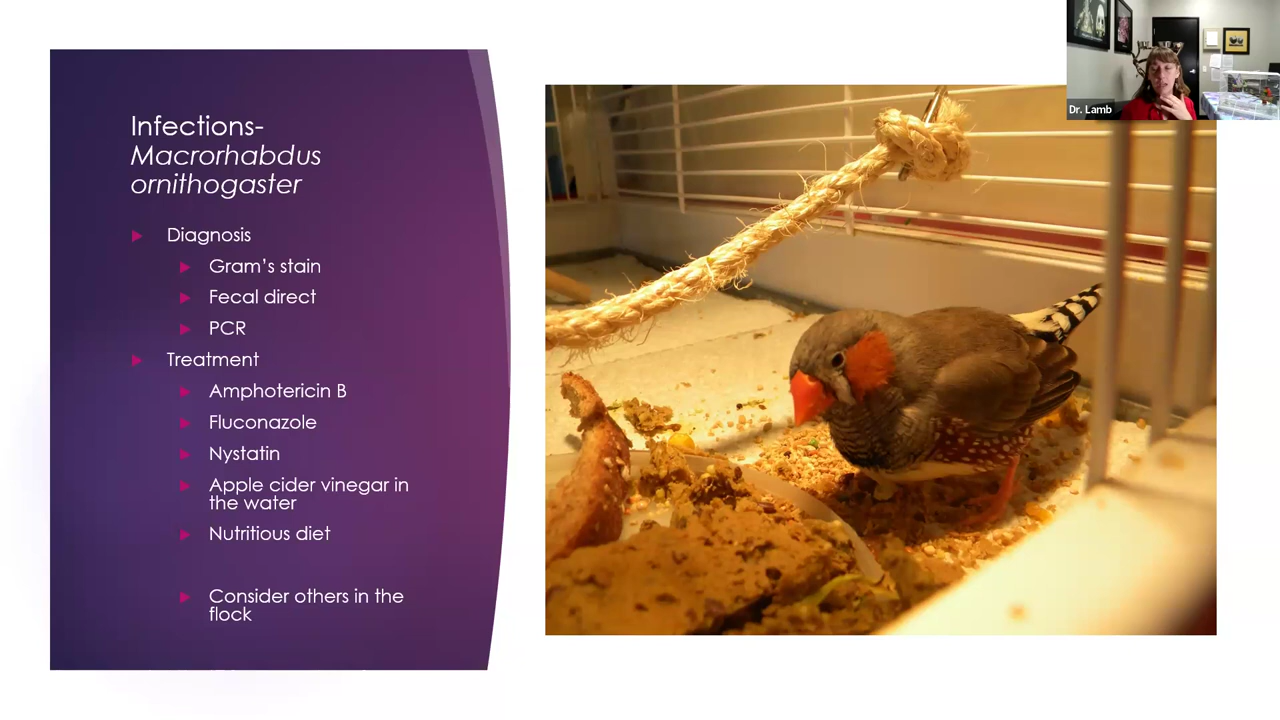 Infections-
Macrorhabdus
ornithogaster
Diagnosis
Gram's stain
Fecal direct
PCR
Treatment
Amphotericin B
Fluconazole
Nystatin
Apple cider vinegar in
the water
Nutritious diet
Consider others in the
flock
Dr. Lamb